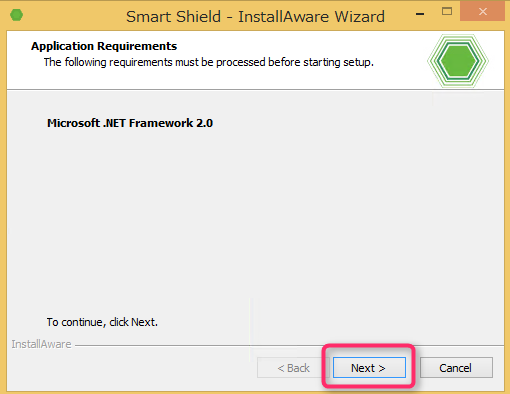 Smart Shield - InstallAware Wizard
Application Requirements
The following requirements must be processed before starting setup.
Microsoft .NET Framework 2.0
To continue, click Next.
InstallAware
< Back
Next >
Cancel